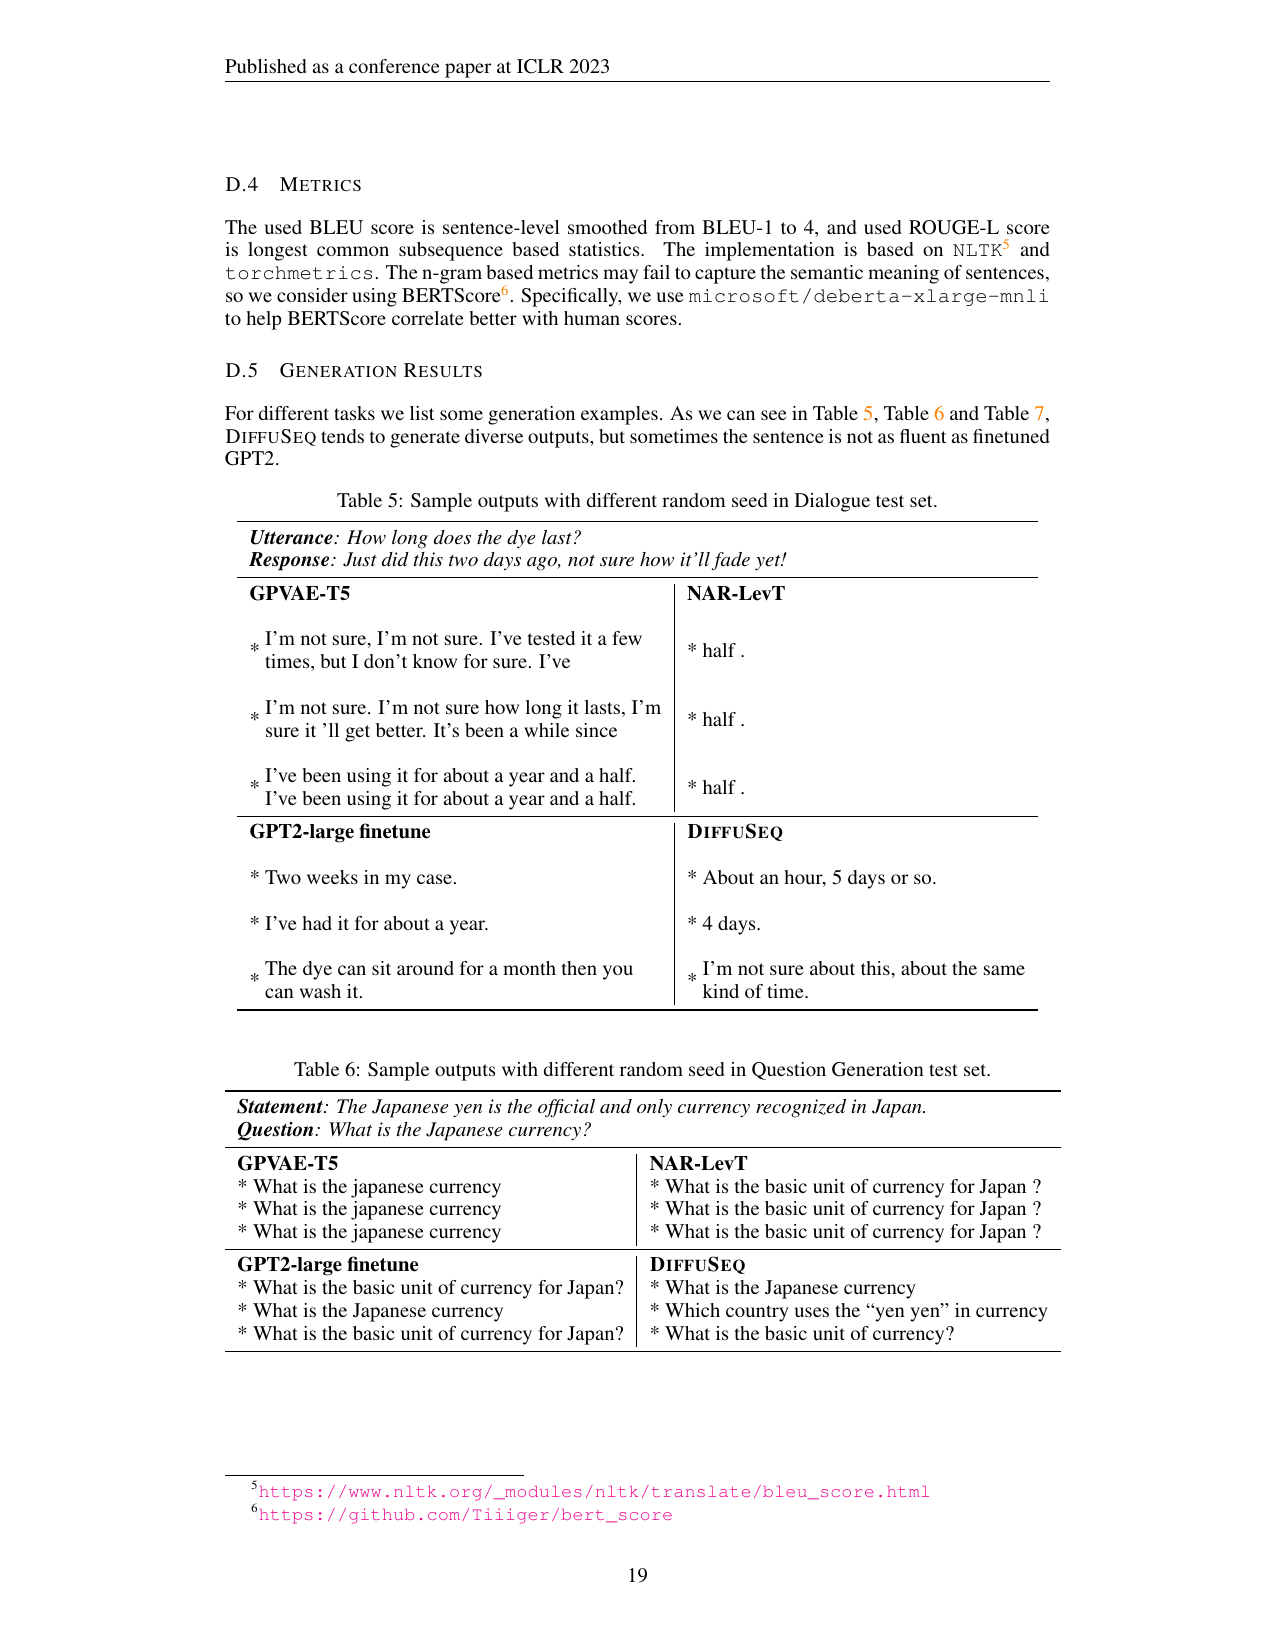 Published as a conference paper at ICLR 2023
D.4 METRICS
The used BLEU score is sentence-level smoothed from BLEU-1 to 4, and used ROUGE-L score
is longest common subsequence based statistics. The implementation is based on NLTK5 and
torchmetrics. The n-gram based metrics may fail to capture the semantic meaning of sentences,
so we consider using BERTScore6. Specifically, we use microsoft/deberta-xlarge-mnli
to help BERTScore correlate better with human scores.
D.5 GENERATION RESULTS
For different tasks we list some generation examples. As we can see in Table 5, Table 6 and Table 7,
DIFFUSEQ tends to generate diverse outputs, but sometimes the sentence is not as fluent as finetuned
GPT2.
Table 5: Sample outputs with different random seed in Dialogue test set.
Utterance: How long does the dye last?
Response: Just did this two days ago, not sure how it'll fade yet!
GPVAE-T5
* I'm not sure, I'm not sure. I've tested it a few
times, but I don't know for sure. I've
* I'm not sure. I'm not sure how long it lasts, I'm
sure it 'll get better. It's been a while since
* I've been using it for about a year and a half.
I've been using it for about a year and a half.
NAR-LevT
* half .
* half .
* half .
GPT2-large finetune
* Two weeks in my case.
* I've had it for about a year.
* The dye can sit around for a month then you
can wash it.
DIFFUSEQ
* About an hour, 5 days or so.
* 4 days.
* I'm not sure about this, about the same
kind of time.
Table 6: Sample outputs with different random seed in Question Generation test set.
Statement: The Japanese yen is the official and only currency recognized in Japan.
Question: What is the Japanese currency?
GPVAE-T5
* What is the japanese currency
* What is the japanese currency
* What is the japanese currency
NAR-LevT
* What is the basic unit of currency for Japan ?
* What is the basic unit of currency for Japan ?
* What is the basic unit of currency for Japan ?
GPT2-large finetune
* What is the basic unit of currency for Japan?
* What is the Japanese currency
* What is the basic unit of currency for Japan?
DIFFUSEQ
* What is the Japanese currency
* Which country uses the “yen yen” in currency
* What is the basic unit of currency?
5https://www.nltk.org/_modules/nltk/translate/bleu_score.html
6https://github.com/Tiiiger/bert_score
19